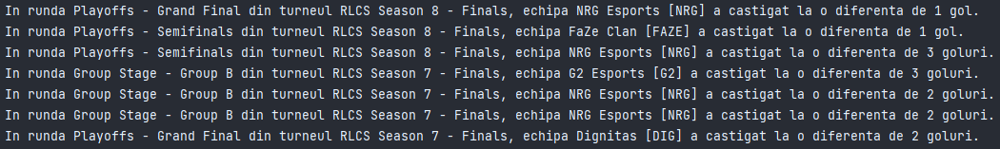 In runda Playoffs - Grand Final din turneul RLCS Season 8 - Finals, echipa NRG Esports [NRG] a castigat la o diferenta de 1 gol.
In runda Playoffs - Semifinals din turneul RLCS Season 8 - Finals, echipa FaZe Clan [FAZE] a castigat la o diferenta de 1 gol.
In runda Playoffs - Semifinals din turneul RLCS Season 8 - Finals, echipa NRG Esports [NRG] a castigat la o diferenta de 3 goluri.
In runda Group Stage - Group B din turneul RLCS Season 7 - Finals, echipa G2 Esports [G2] a castigat la o diferenta de 3 goluri.
In runda Group Stage - Group B din turneul RLCS Season 7 - Finals, echipa NRG Esports [NRG] a castigat la o diferenta de 2 goluri.
In runda Group Stage - Group B din turneul RLCS Season 7 - Finals, echipa NRG Esports [NRG] a castigat la o diferenta de 2 goluri.
In runda Playoffs - Grand Final din turneul RLCS Season 7 - Finals, echipa Dignitas [DIG] a castigat la o diferenta de 2 goluri.